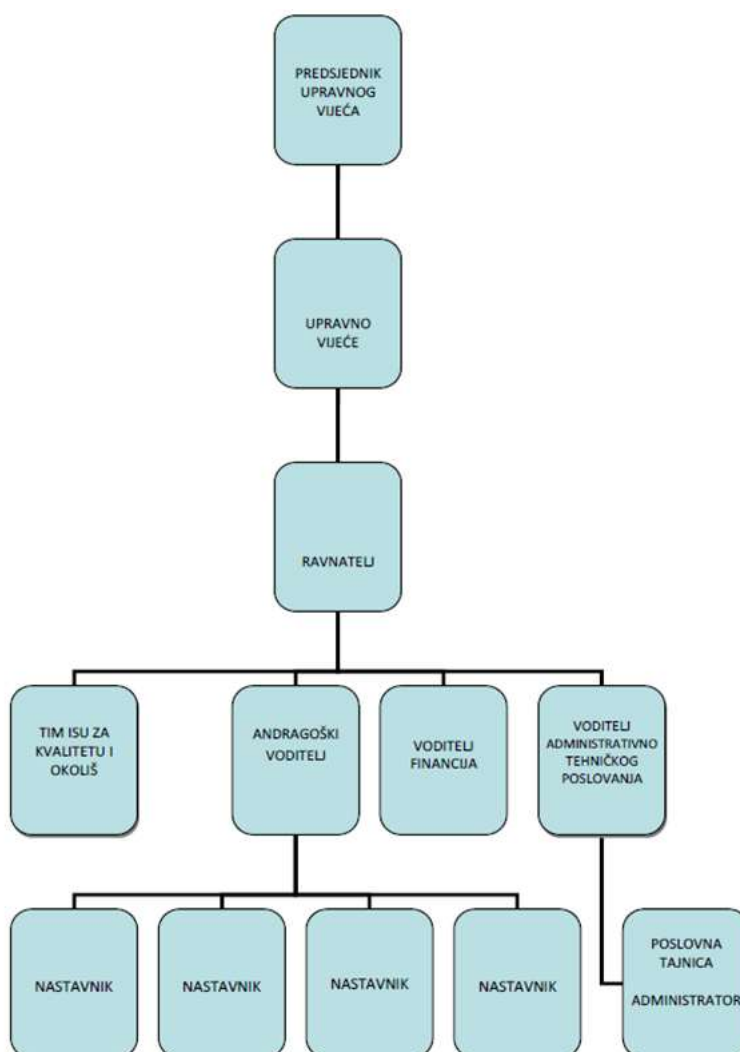 PREDSJEDNIK
UPRAVNOG
VIJEĆA
UPRAVNO
VIJEĆE
RAVNATELJ
TIM ISU ZA
KVALITETU I
OKOLIŠ
ANDRAGOŠKI
VODITELJ
VODITELJ
FINANCIJA
VODITELJ
ADMINISTRATIVNO
TEHNIČKOG
POSLOVANJA
NASTAVNIK
NASTAVNIK
NASTAVNIK
NASTAVNIK
POSLOVNA
TAJNICA
ADMINISTRATOR